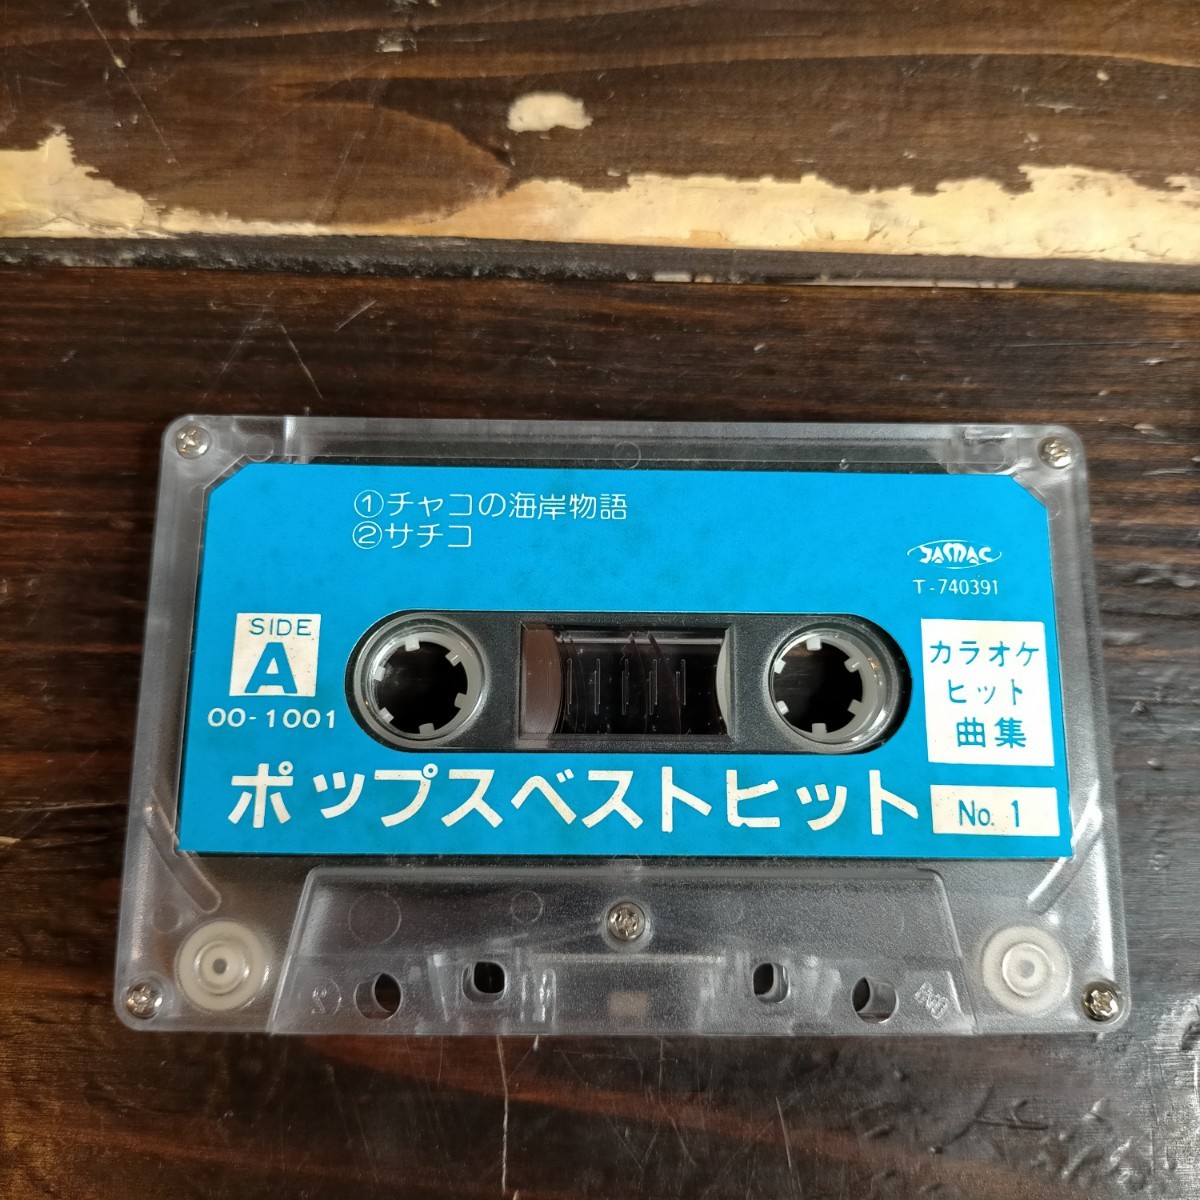 ①チャコの海岸物語
②サチコ
JAMAC
T-740391
SIDE
A
00-1001
カラオケ
ヒット
曲集
ポップスベストヒット
No. 1